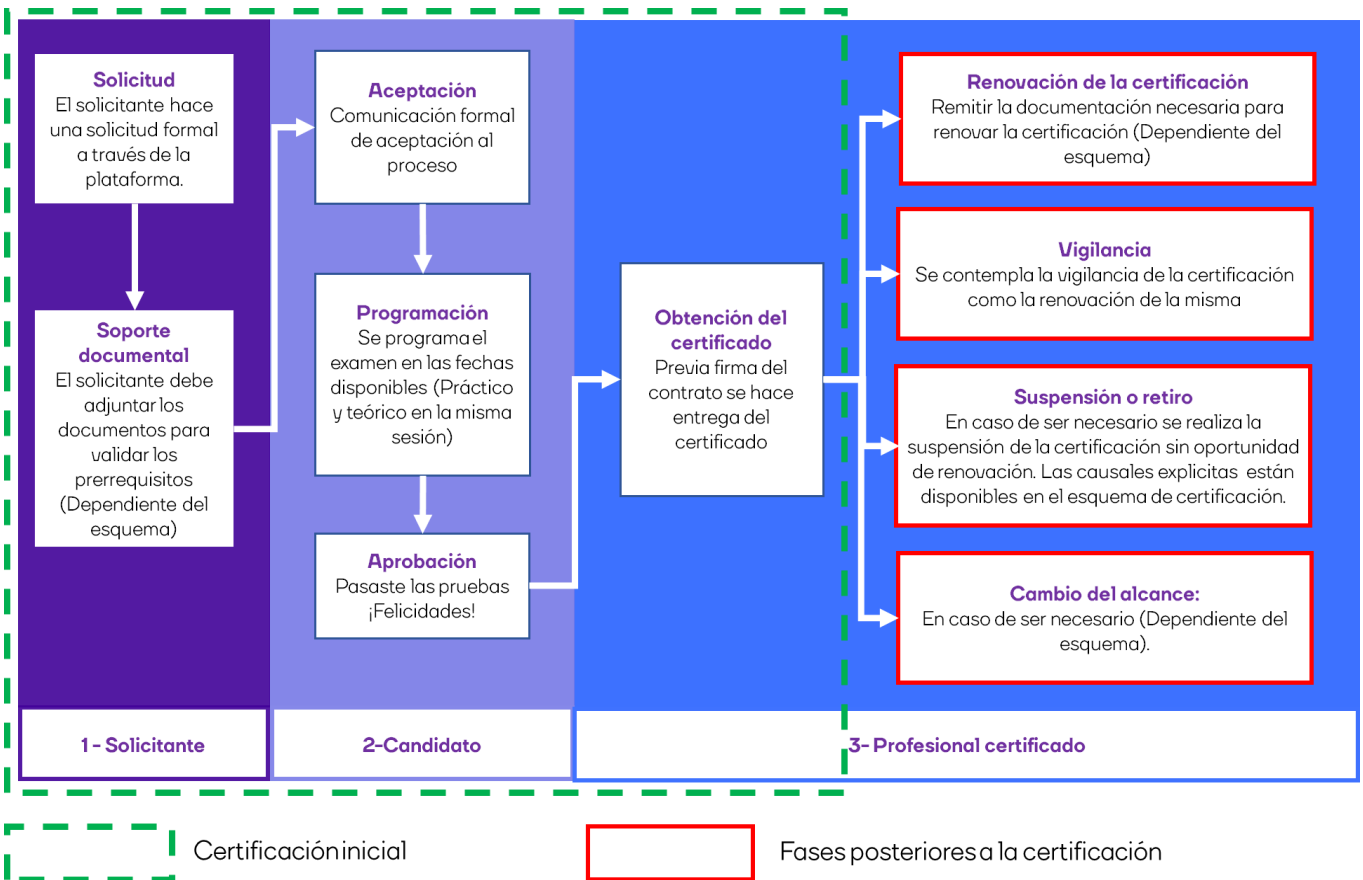 Solicitud
El solicitante hace
una solicitud formal
a través de la
plataforma.
Soporte
documental
El solicitante debe
adjuntar los
documentos para
validar los
prerrequisitos
(Dependiente del
esquema)
Aceptación
Comunicación formal
de aceptación al
proceso
Programación
Se programa el
examen en las fechas
disponibles (Práctico
y teórico en la misma
sesión)
Aprobación
Pasaste las pruebas
¡Felicidades!
Obtención del
certificado
Previa firma del
contrato se hace
entrega del
certificado
Renovación de la certificación
Remitir la documentación necesaria para
renovar la certificación (Dependiente del
esquema)
Vigilancia
Se contempla la vigilancia de la certificación
como la renovación de la misma
Suspensión o retiro
En caso de ser necesario se realiza la
suspensión de la certificación sin oportunidad
de renovación. Las causales explicitas están
disponibles en el esquema de certificación.
Cambio del alcance:
En caso de ser necesario (Dependiente del
esquema).
1 - Solicitante
2-Candidato
3- Profesional certificado
Certificación inicial
Fases posteriores a la certificación